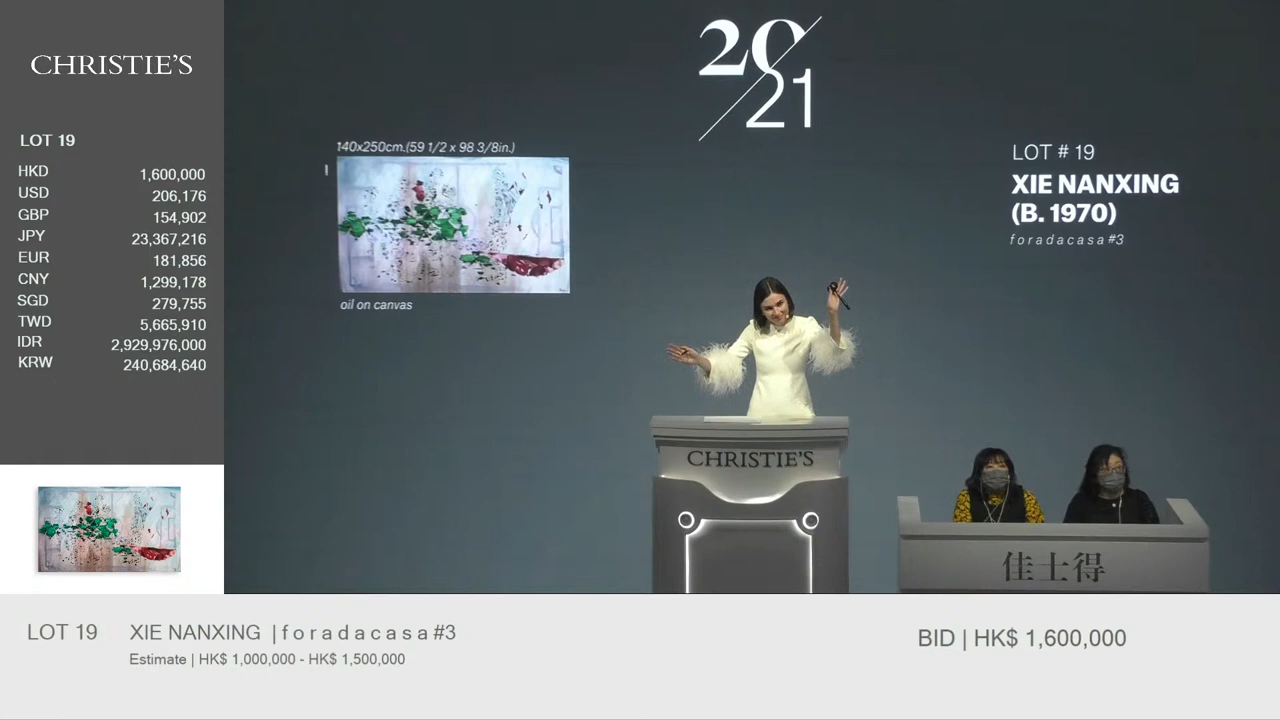 CHRISTIE'S
LOT 19
HKD 1,600,000
USD 206,176
GBP 154,902
JPY 23,367,216
EUR 181,856
CNY 1,299,178
SGD 279,755
TWD 5,665,910
IDR 2,929,976,000
KRW 240,684,640
20
21
140x250cm.(59 1/2 x 98 3/8in.)
oil on canvas
LOT # 19
XIE NANXING
(B. 1970)
foradacasa#3
CHRISTIE'S
佳士得
LOT 19 XIE NANXING | f o r a d a c a s a #3
Estimate | HK$ 1,000,000 - HK$ 1,500,000
BID | HK$ 1,600,000